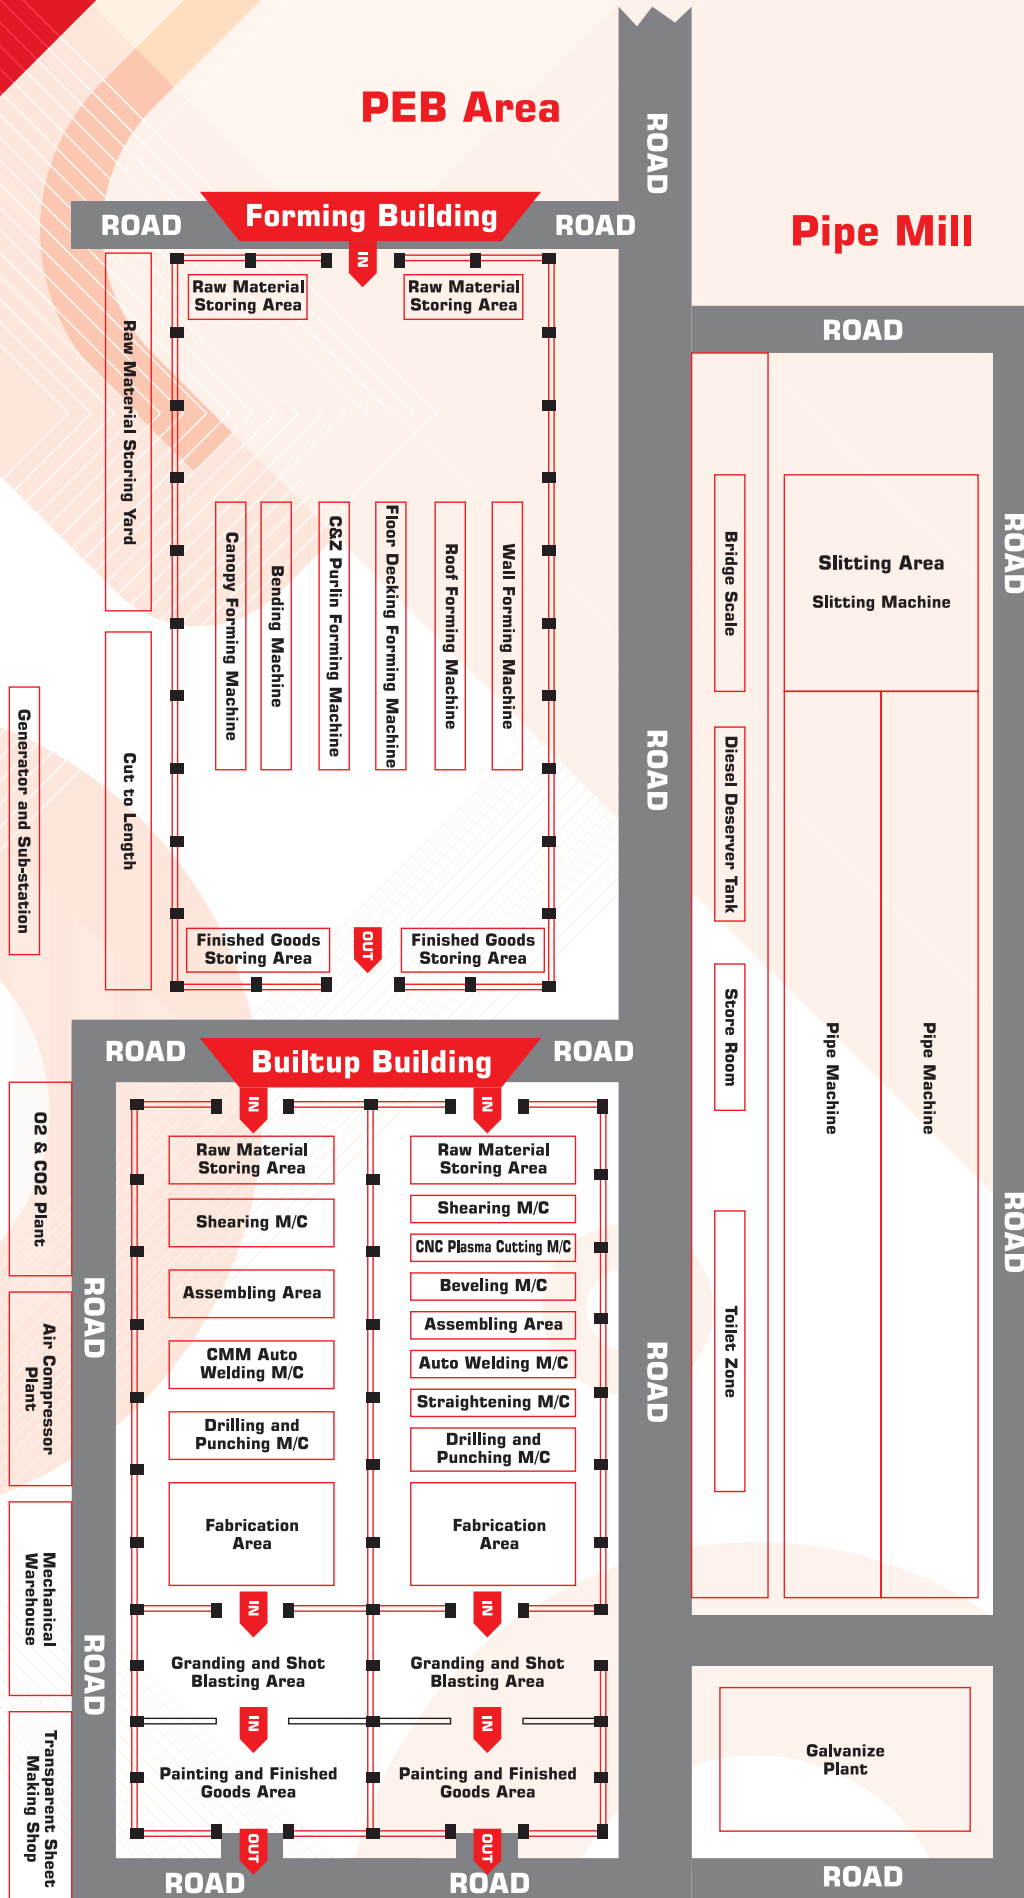 PEB Area
ROAD
ROAD
Forming Building
ROAD
IN
Raw Material
Storing Area
Raw Material
Storing Area
Raw Material Storing Yard
Cut to Length
Generator and Sub-station
Canopy Forming Machine
Bending Machine
C&Z Purlin Forming Machine
Floor Decking Forming Machine
Roof Forming Machine
Wall Forming Machine
Finished Goods
Storing Area
OUT
Finished Goods
Storing Area
ROAD
ROAD
Builtup Building
ROAD
IN
IN
Raw Material
Storing Area
Shearing M/C
Assembling Area
CMM Auto
Welding M/C
Drilling and
Punching M/C
Fabrication
Area
IN
Granding and Shot
Blasting Area
IN
Painting and Finished
Goods Area
OUT
Raw Material
Storing Area
Shearing M/C
CNC Plasma Cutting M/C
Beveling M/C
Assembling Area
Auto Welding M/C
Straightening M/C
Drilling and
Punching M/C
Fabrication
Area
IN
Granding and Shot
Blasting Area
IN
Painting and Finished
Goods Area
OUT
O2 & CO2 Plant
Air Compressor
Plant
Mechanical
Warehouse
Transparent Sheet
Making Shop
ROAD
ROAD
ROAD
ROAD
ROAD
Pipe Mill
ROAD
ROAD
Bridge Scale
Diesel Deserver Tank
Store Room
Toilet Zone
Slitting Area
Slitting Machine
Pipe Machine
Pipe Machine
ROAD
Galvanize
Plant
ROAD